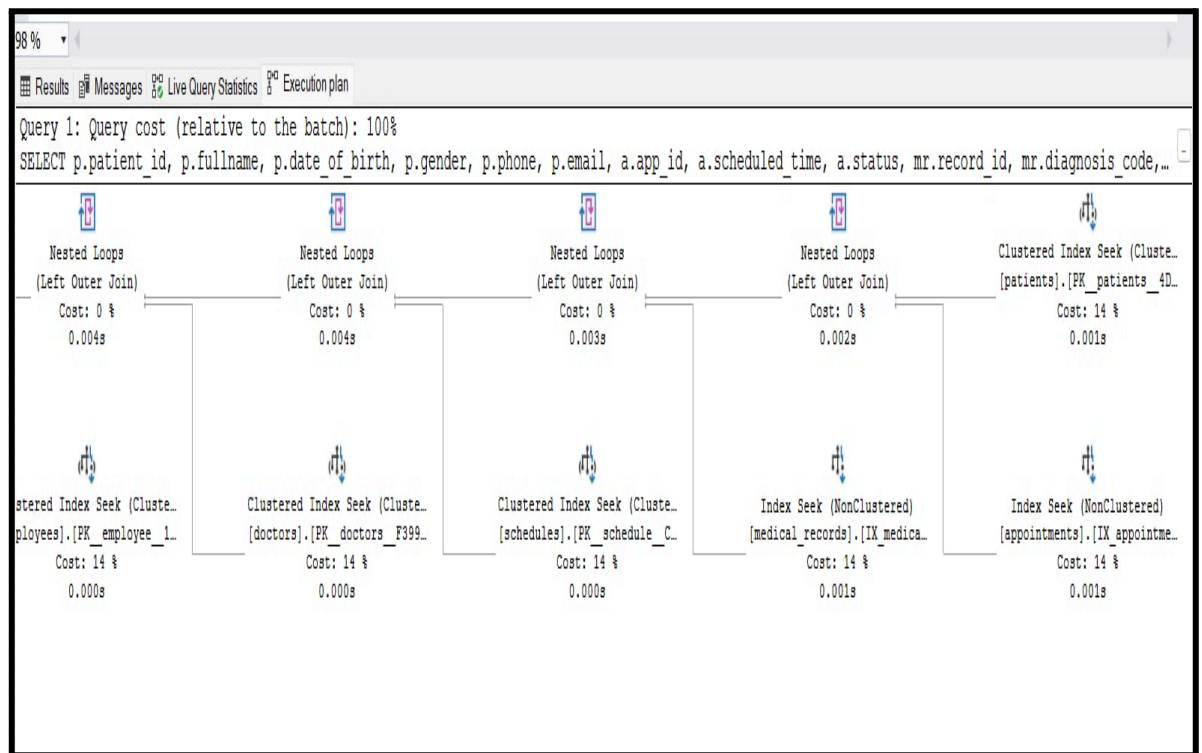 98 %
Results Messages Live Query Statistics Execution plan
Query 1: Query cost (relative to the batch): 100%
SELECT p.patient_id, p.fullname, p.date_of_birth, p.gender, p.phone, p.email, a.app_id, a.scheduled_time, a.status, mr.record_id, mr.diagnosis_code,…
Nested Loops
(Left Outer Join)
Cost: 0 %
0.004s
Nested Loops
(Left Outer Join)
Cost: 0 %
0.004s
Nested Loops
(Left Outer Join)
Cost: 0 %
0.003s
Nested Loops
(Left Outer Join)
Cost: 0 %
0.002s
Clustered Index Seek (Cluste…
[patients].[PK__patients__4D…
Cost: 14 %
0.001s
stered Index Seek (Cluste…
ployees].[PK__employee__1…
Cost: 14 %
0.000s
Clustered Index Seek (Cluste…
[doctors].[PK__doctors__F399…
Cost: 14 %
0.000s
Clustered Index Seek (Cluste…
[schedules].[PK__schedule__C…
Cost: 14 %
0.000s
Index Seek (NonClustered)
[medical_records].[IX_medica…
Cost: 14 %
0.001s
Index Seek (NonClustered)
[appointments].[IX_appointme…
Cost: 14 %
0.001s